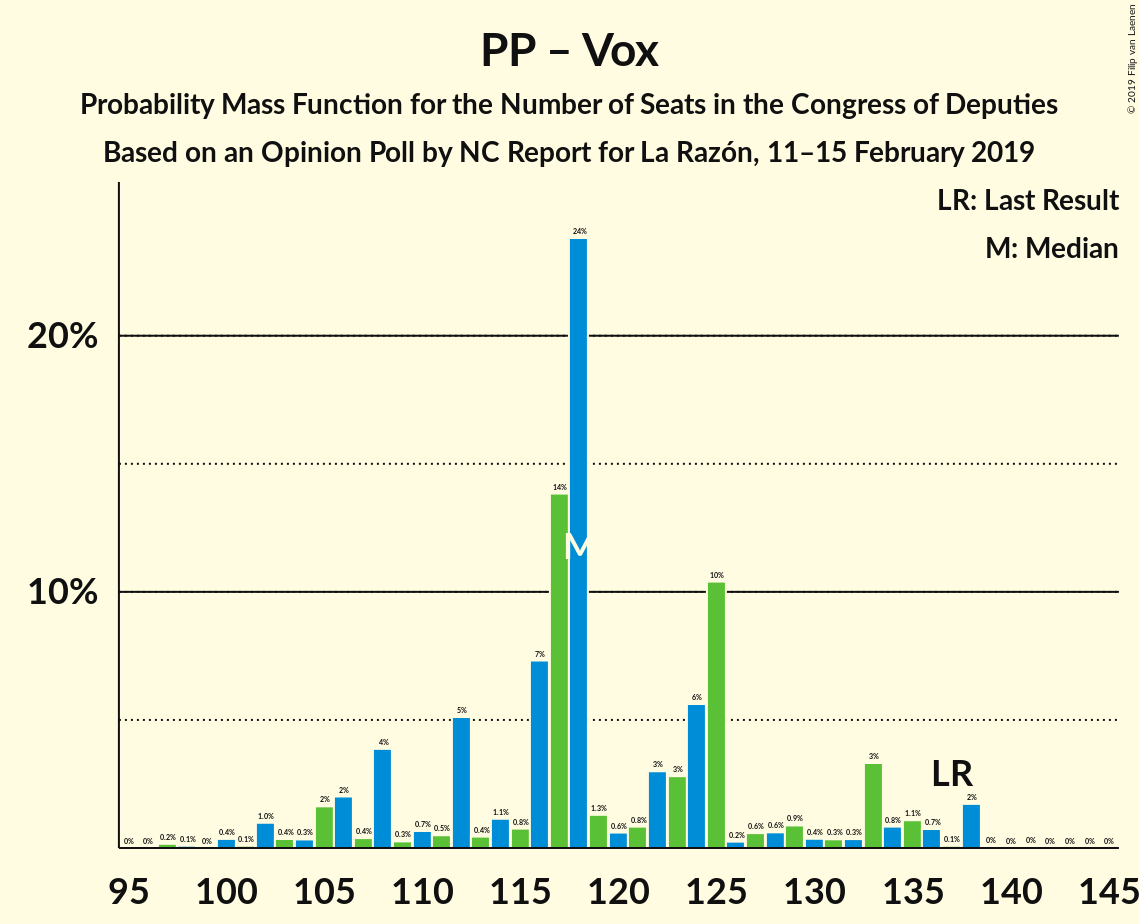 PP – Vox
Probability Mass Function for the Number of Seats in the Congress of Deputies
Based on an Opinion Poll by NC Report for La Razón, 11–15 February 2019
© 2019 Filip van Laenen
LR: Last Result
M: Median
20%
10%
0% 0% 0.2% 0.1% 0% 0.4% 0.1% 1.0% 0.4% 0.3% 2% 2% 0.4% 4% 0.3% 0.7% 0.5% 5% 0.4% 1.1% 0.8% 7% 14% 24% 1.3% 0.6% 0.8% 3% 3% 6% 10% 0.2% 0.6% 0.6% 0.9% 0.4% 0.3% 0.3% 3% 0.8% 1.1% 0.7% 0.1% 2% 0% 0% 0% 0% 0% 0% 0%
M
LR
95 100 105 110 115 120 125 130 135 140 145